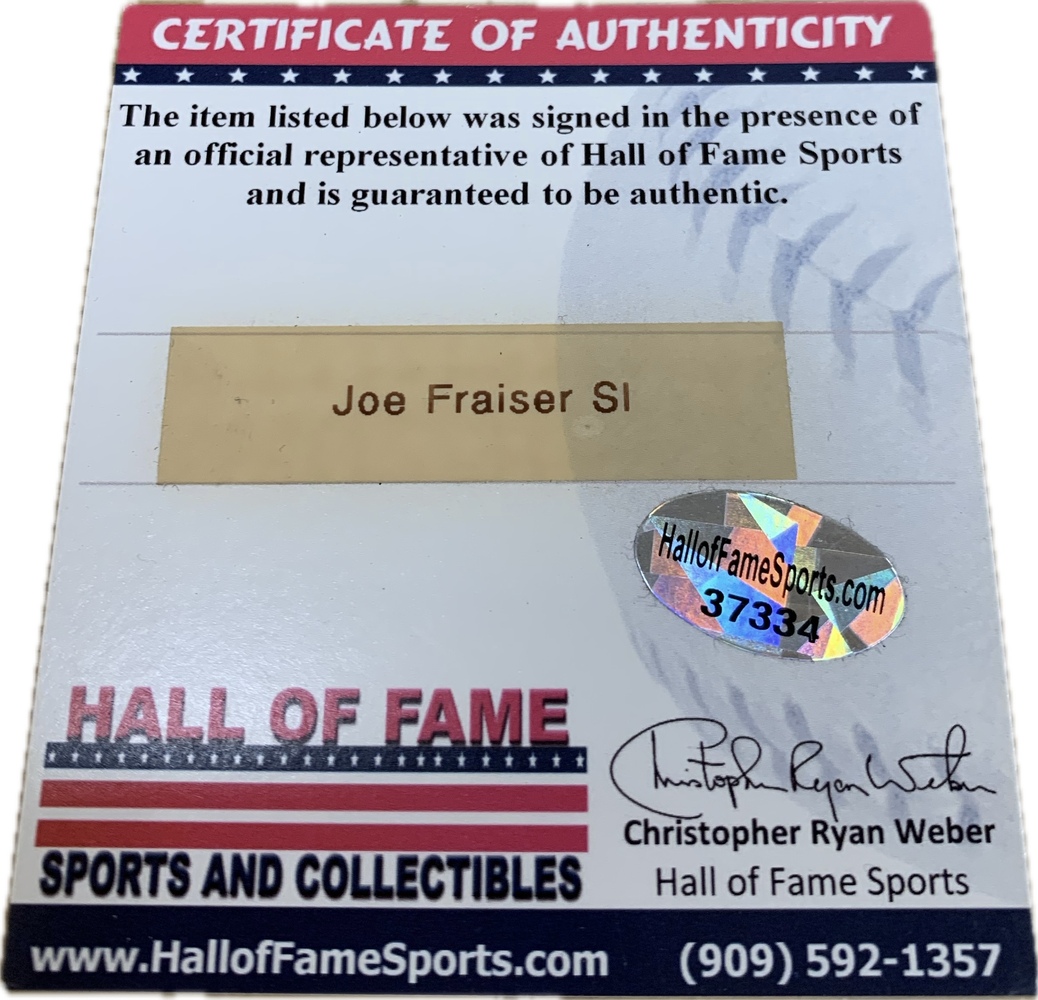 CERTIFICATE OF AUTHENTICITY
The item listed below was signed in the presence of
an official representative of Hall of Fame Sports
and is guaranteed to be authentic.
Joe Fraiser SI
HallofFameSports.com
37334
HALL OF FAME
SPORTS AND COLLECTIBLES
Christopher Ryan Weber
Christopher Ryan Weber
Hall of Fame Sports
www.HallofFameSports.com (909) 592-1357